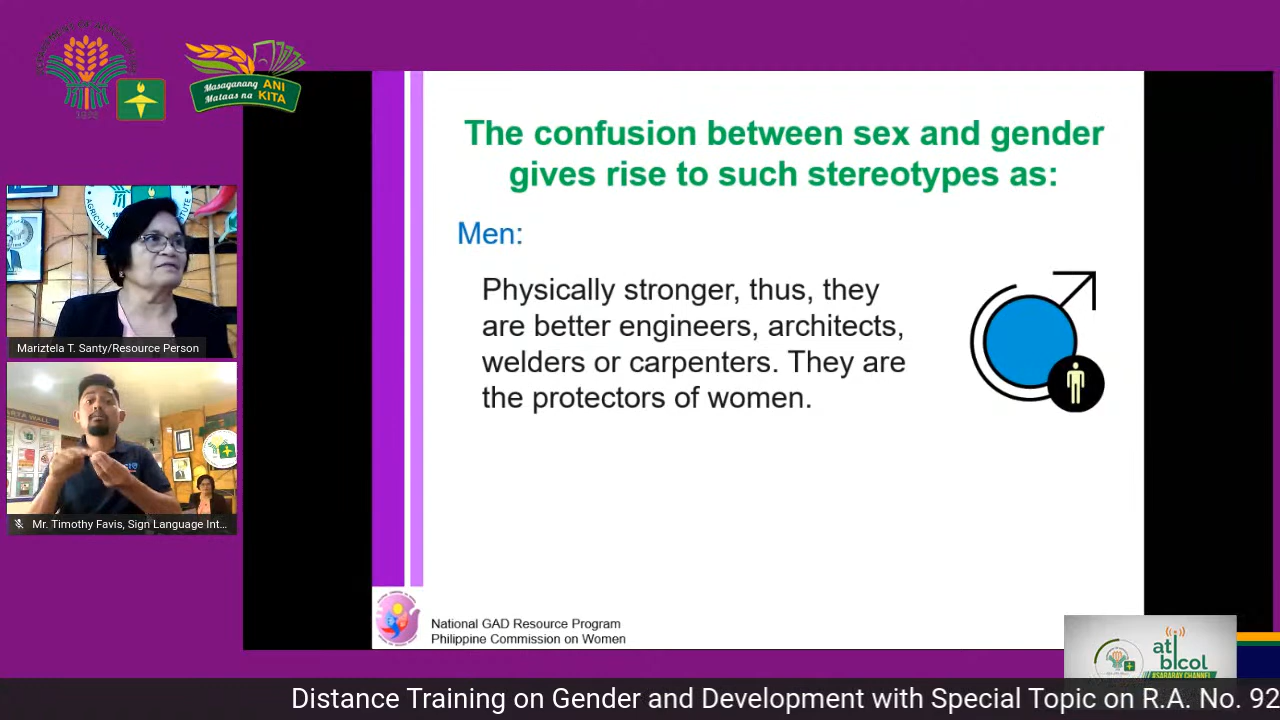 Masaganang ANI
Mataas na KITA
The confusion between sex and gender
gives rise to such stereotypes as:
Men:
Physically stronger, thus, they
are better engineers, architects,
welders or carpenters. They are
the protectors of women.
Mariztela T. Santy/Resource Person
Mr. Timothy Favis, Sign Language Int...
National GAD Resource Program
Philippine Commission on Women
ati
bicol
#SABABAY CHANNEL
Distance Training on Gender and Development with Special Topic on R.A. No. 92